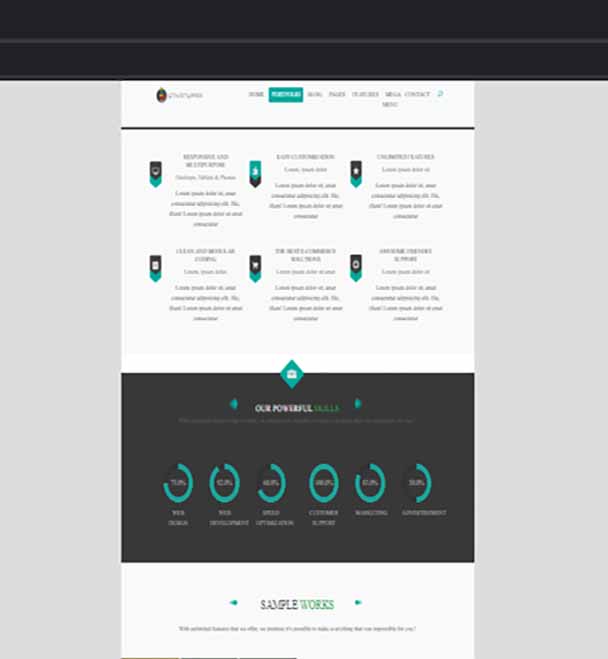 HOME PORTFOLIO BLOG PAGES FEATURES MEGA CONTACT
MENU
RESPONSIVE AND
MULTIPURPOSE
Desktops, Tablets & Phones
Lorem ipsum dolor sit, amet
consectetur adipisicing elit. Hic,
illum! Lorem ipsum dolor sit amet
consectetur
EASY CUSTOMIZATION
Lorem, ipsum dolor
Lorem ipsum dolor sit, amet
consectetur adipisicing elit. Hic,
illum! Lorem ipsum dolor sit amet
consectetur
UNLIMITED FEATURES
Lorem ipsum dolor sit
Lorem ipsum dolor sit, amet
consectetur adipisicing elit. Hic,
illum! Lorem ipsum dolor sit amet
consectetur
CLEAN AND MODULAR
CODING
Lorem, ipsum dolor
Lorem ipsum dolor sit, amet
consectetur adipisicing elit. Hic,
illum! Lorem ipsum dolor sit amet
consectetur
THE BEST E-COMMERCE
SOLUTIONS
Lorem ipsum dolor sit amet
Lorem ipsum dolor sit, amet
consectetur adipisicing elit. Hic,
illum! Lorem ipsum dolor sit amet
consectetur
AWESOME FRIENDLY
SUPPORT
Lorem ipsum dolor sit
Lorem ipsum dolor sit, amet
consectetur adipisicing elit. Hic,
illum! Lorem ipsum dolor sit amet
consectetur
OUR POWERFUL SKILLS
75.0% 92.0% 68.0% 100.0% 83.0% 50.0%
WEB
DESIGN
WEB
DEVELOPMENT
SPEED
OPTIMIZATION
CUSTOMER
SUPPORT
MARKETING
ADVERTISEMENT
SAMPLE WORKS
With unlimited features that we offer, we promise it's possible to make everything that was impossible for you!